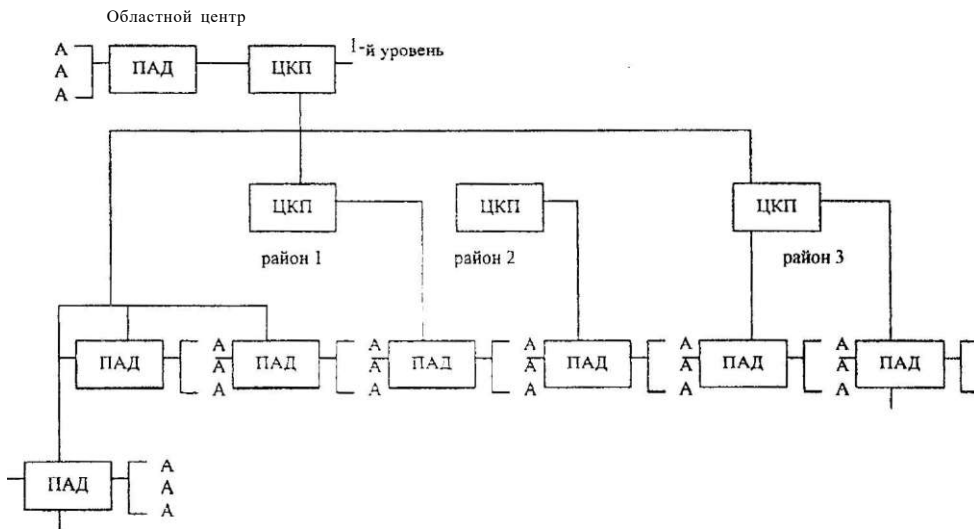 Областной центр
1-й уровень
А ПАД ЦКП
А
А
ЦКП ЦКП ЦКП
район 1 район 2 район 3
ПАД А ПАД А ПАД А ПАД А ПАД А ПАД
А А А А А
А А А А А
ПАД А
А
А